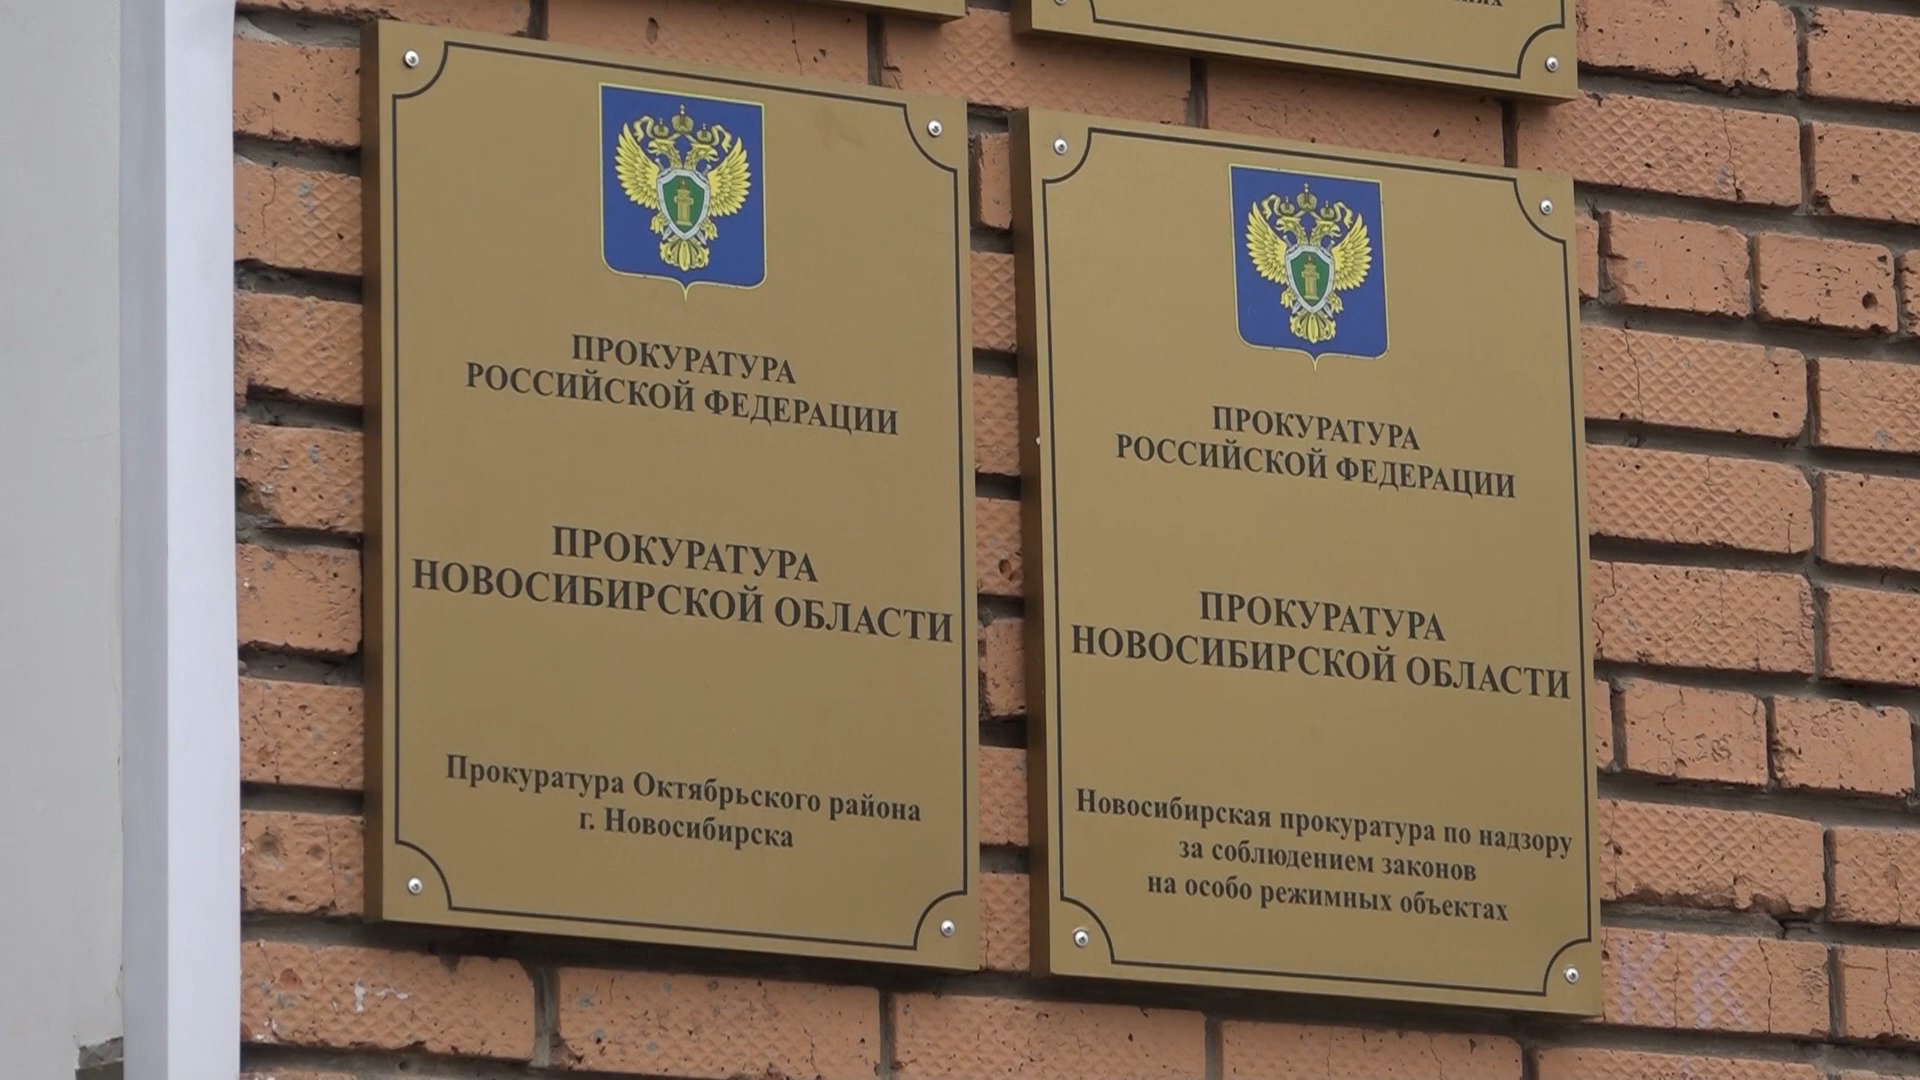 ПРОКУРАТУРА
РОССИЙСКОЙ ФЕДЕРАЦИИ
ПРОКУРАТУРА
НОВОСИБИРСКОЙ ОБЛАСТИ
Прокуратура Октябрьского района
г. Новосибирска
ПРОКУРАТУРА
РОССИЙСКОЙ ФЕДЕРАЦИИ
ПРОКУРАТУРА
НОВОСИБИРСКОЙ ОБЛАСТИ
Новосибирская прокуратура по надзору
за соблюдением законов
на особо режимных объектах